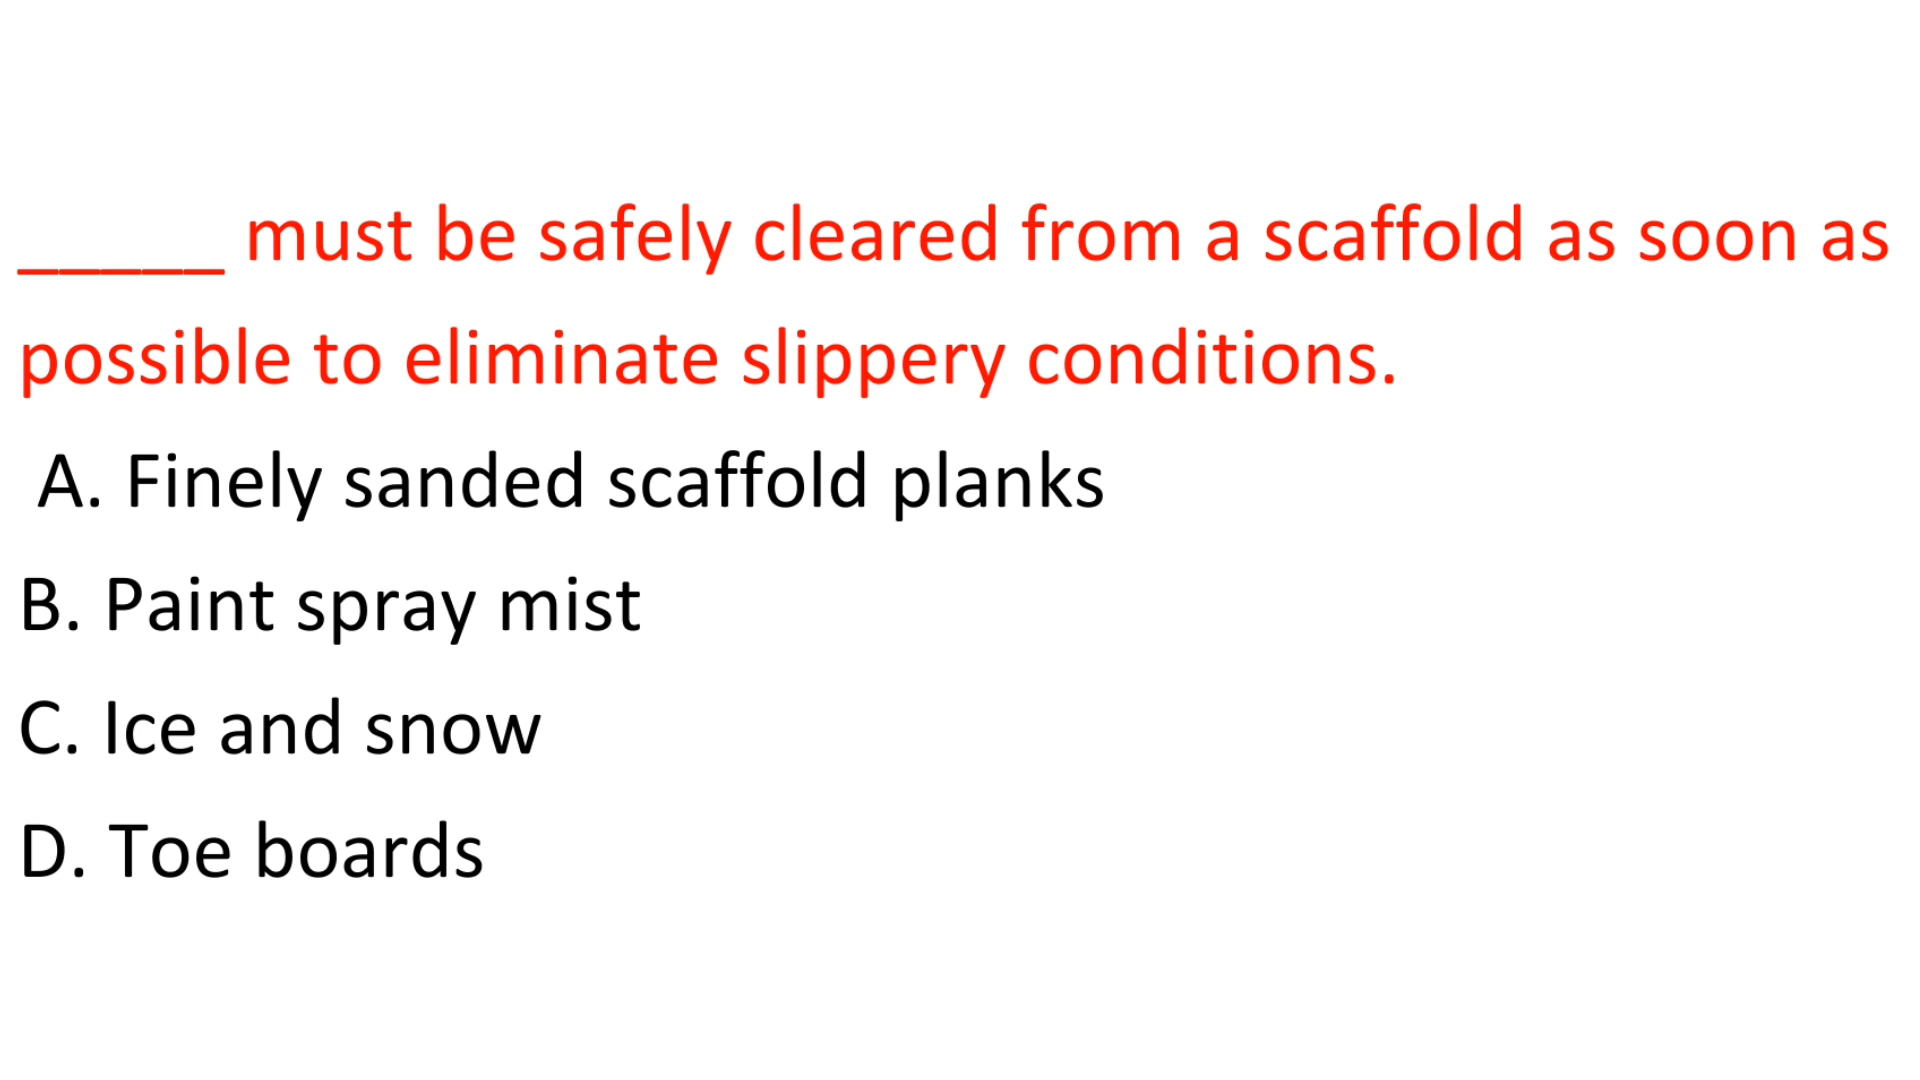 _____ must be safely cleared from a scaffold as soon as
possible to eliminate slippery conditions.
A. Finely sanded scaffold planks
B. Paint spray mist
C. Ice and snow
D. Toe boards